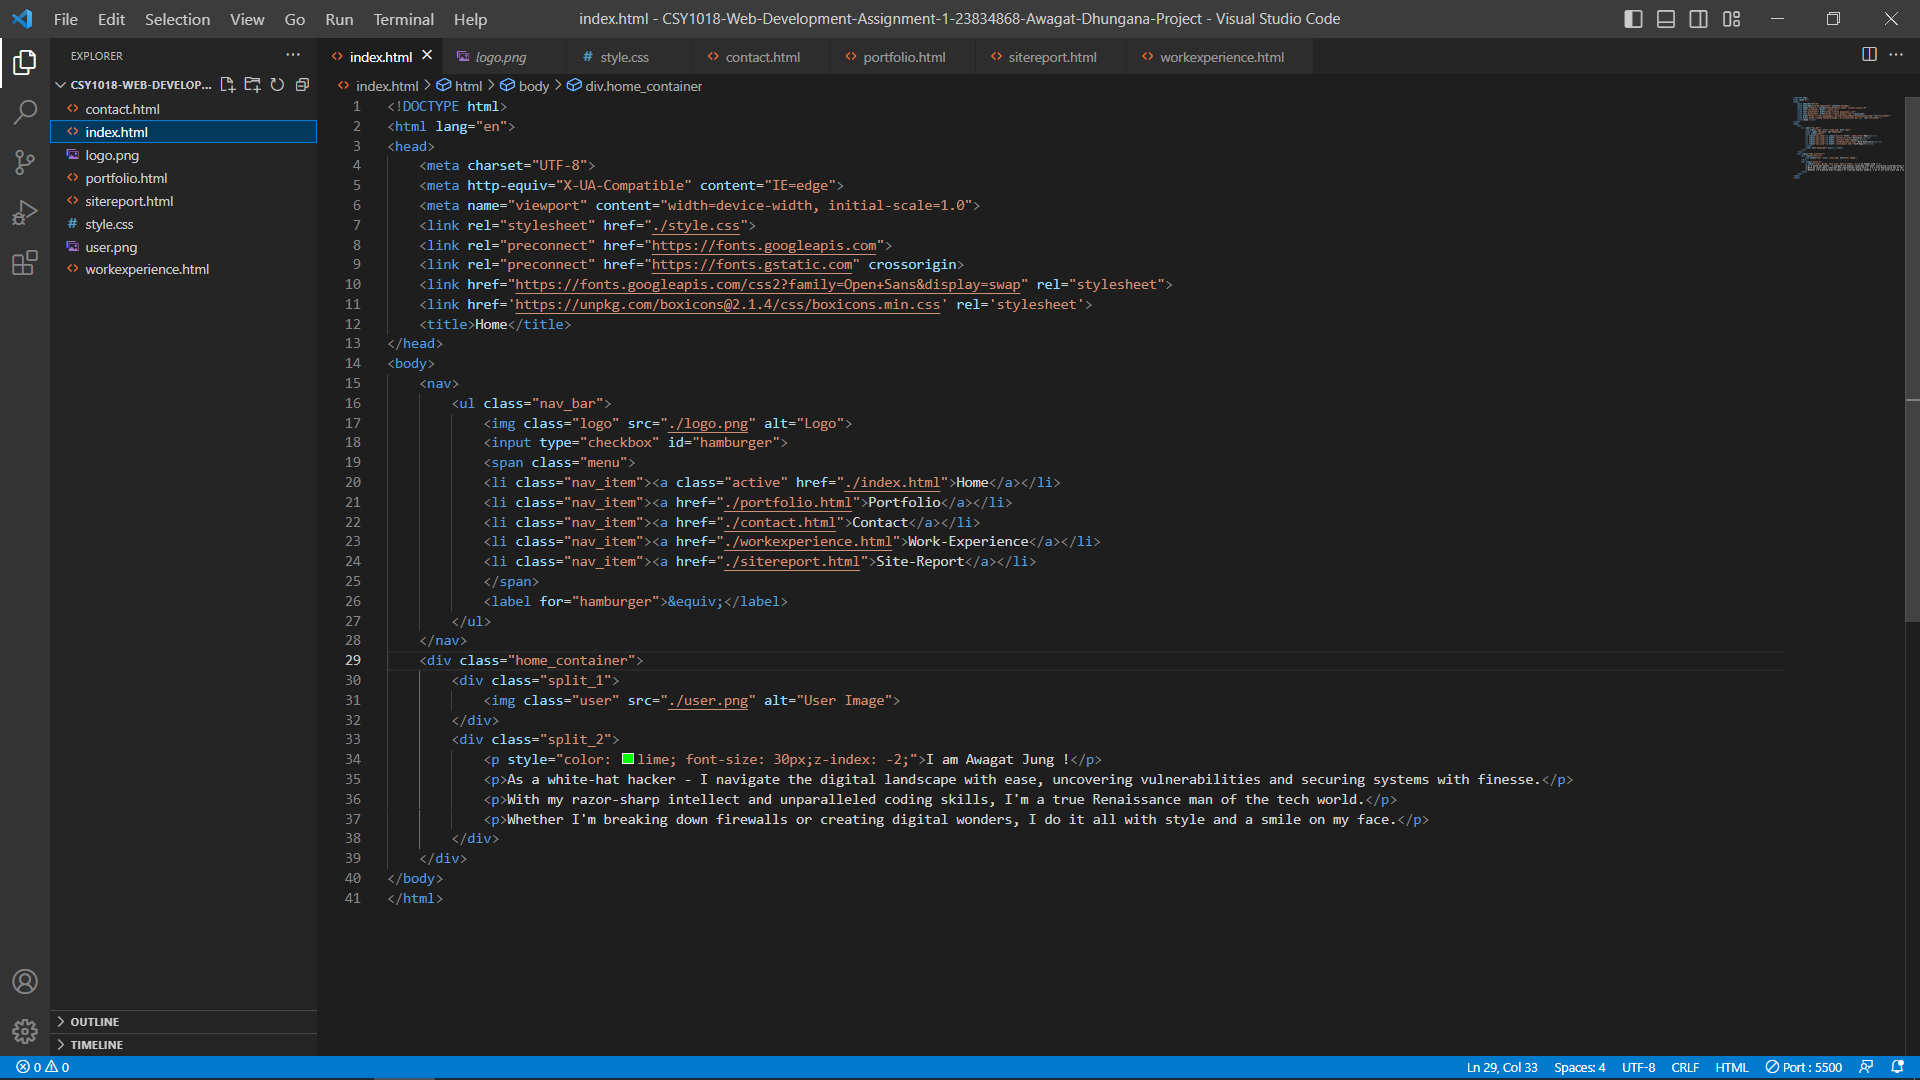 File Edit Selection View Go Run Terminal Help
index.html - CSY1018-Web-Development-Assignment-1-23834868-Awagat-Dhungana-Project - Visual Studio Code
EXPLORER
CSY1018-WEB-DEVELOP...
contact.html
index.html
logo.png
portfolio.html
sitereport.html
style.css
user.png
workexperience.html
OUTLINE
TIMELINE
index.html logo.png style.css contact.html portfolio.html sitereport.html workexperience.html
index.html > html > body > div.home_container
1 <!DOCTYPE html>
2 <html lang="en">
3 <head>
4 <meta charset="UTF-8">
5 <meta http-equiv="X-UA-Compatible" content="IE=edge">
6 <meta name="viewport" content="width=device-width, initial-scale=1.0">
7 <link rel="stylesheet" href="./style.css">
8 <link rel="preconnect" href="https://fonts.googleapis.com">
9 <link rel="preconnect" href="https://fonts.gstatic.com" crossorigin>
10 <link href="https://fonts.googleapis.com/css2?family=Open+Sans&display=swap" rel="stylesheet">
11 <link href='https://unpkg.com/boxicons@2.1.4/css/boxicons.min.css' rel='stylesheet'>
12 <title>Home</title>
13 </head>
14 <body>
15 <nav>
16 <ul class="nav_bar">
17 <img class="logo" src="./logo.png" alt="Logo">
18 <input type="checkbox" id="hamburger">
19 <span class="menu">
20 <li class="nav_item"><a class="active" href="./index.html">Home</a></li>
21 <li class="nav_item"><a href="./portfolio.html">Portfolio</a></li>
22 <li class="nav_item"><a href="./contact.html">Contact</a></li>
23 <li class="nav_item"><a href="./workexperience.html">Work-Experience</a></li>
24 <li class="nav_item"><a href="./sitereport.html">Site-Report</a></li>
25 </span>
26 <label for="hamburger">&equiv;</label>
27 </ul>
28 </nav>
29 <div class="home_container">
30 <div class="split_1">
31 <img class="user" src="./user.png" alt="User Image">
32 </div>
33 <div class="split_2">
34 <p style="color: lime; font-size: 30px;z-index: -2;">I am Awagat Jung !</p>
35 <p>As a white-hat hacker - I navigate the digital landscape with ease, uncovering vulnerabilities and securing systems with finesse.</p>
36 <p>With my razor-sharp intellect and unparalleled coding skills, I'm a true Renaissance man of the tech world.</p>
37 <p>Whether I'm breaking down firewalls or creating digital wonders, I do it all with style and a smile on my face.</p>
38 </div>
39 </div>
40 </body>
41 </html>
0 0 Ln 29, Col 33 Spaces: 4 UTF-8 CRLF HTML Port : 5500